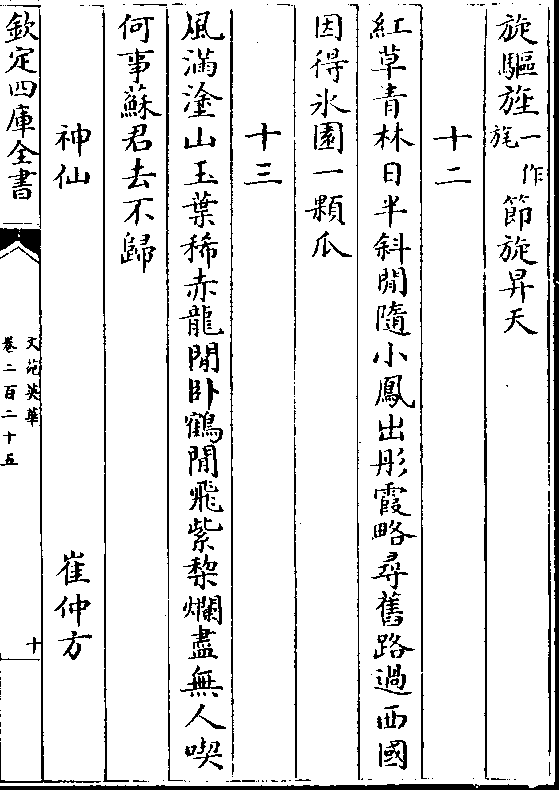 旋驅旌一作旄節旋昇天
十二
紅草青林日半斜閒隨小鳳出彤霞略尋舊路過西國
因得氷園一顆瓜
十三
風滿塗山玉葉稀赤龍閒卧鶴閒飛紫棃爛盡無人喫
何事蘇君去不歸
神仙 崔仲方
欽定四庫全書 文苑英華 卷二百二十五 十